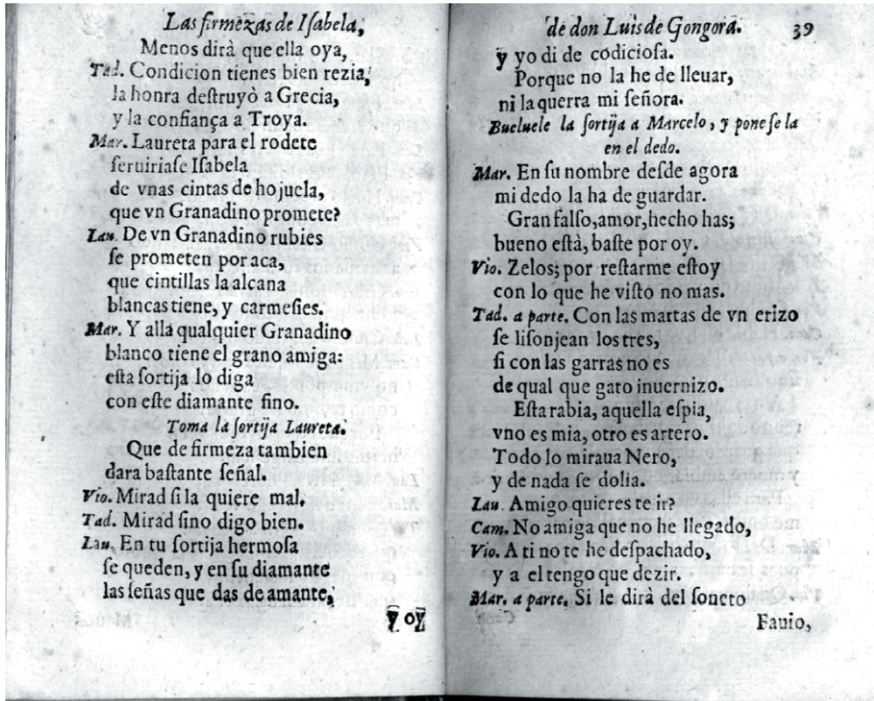 Las firmezas de Iſabela,
Menos dirà que ella oya,
Tad. Condicion tienes bien rezia,
la honra deſtruyò a Grecia,
y la confiança a Troya.
Mar. Laureta para el rodete
ſeruiriaſe Iſabela
de vnas cintas de hojuela,
que vn Granadino promete?
Lau. De vn Granadino rubies
ſe prometen por aca,
que cintillas la alcana
blancas tiene, y carmeſies.
Mar. Y allà qualquier Granadino
blanco tiene el grano amiga:
eſta ſortija lo diga
con eſte diamante fino.
Toma la ſortija Laureta.
Que de firmeza tambien
dara baſtante ſeñal.
Vio. Mirad ſi la quiere mal,
Tad. Mirad ſino digo bien.
Lau. En tu ſortija hermoſa
ſe queden, y en ſu diamante
las ſeñas que das de amante,
y oy
de don Luis de Gongora. 39
y yo di de codicioſa.
Porque no la he de lleuar,
ni la querra mi ſeñora.
Bueluele la ſortija a Marcelo, y poneſe la
en el dedo.
Mar. En ſu nombre deſde agora
mi dedo la ha de guardar.
Gran falſo, amor, hecho has;
bueno eſtà, baſte por oy.
Vio. Zelos; por reſtarme eſtoy
con lo que he viſto no mas.
Tad. a parte. Con las martas de vn erizo
ſe liſonjean los tres,
ſi con las garras no es
de qual que gato inuernizo.
Eſta rabia, aquella eſpia,
vno es mia, otro es artero.
Todo lo miraua Nero,
y de nada ſe dolia.
Lau. Amigo quieres te ir?
Cam. No amiga que no he llegado,
Vio. A ti no te he deſpachado,
y a el tengo que dezir.
Mar. a parte. Si le dirà del ſoneto
Fauio,